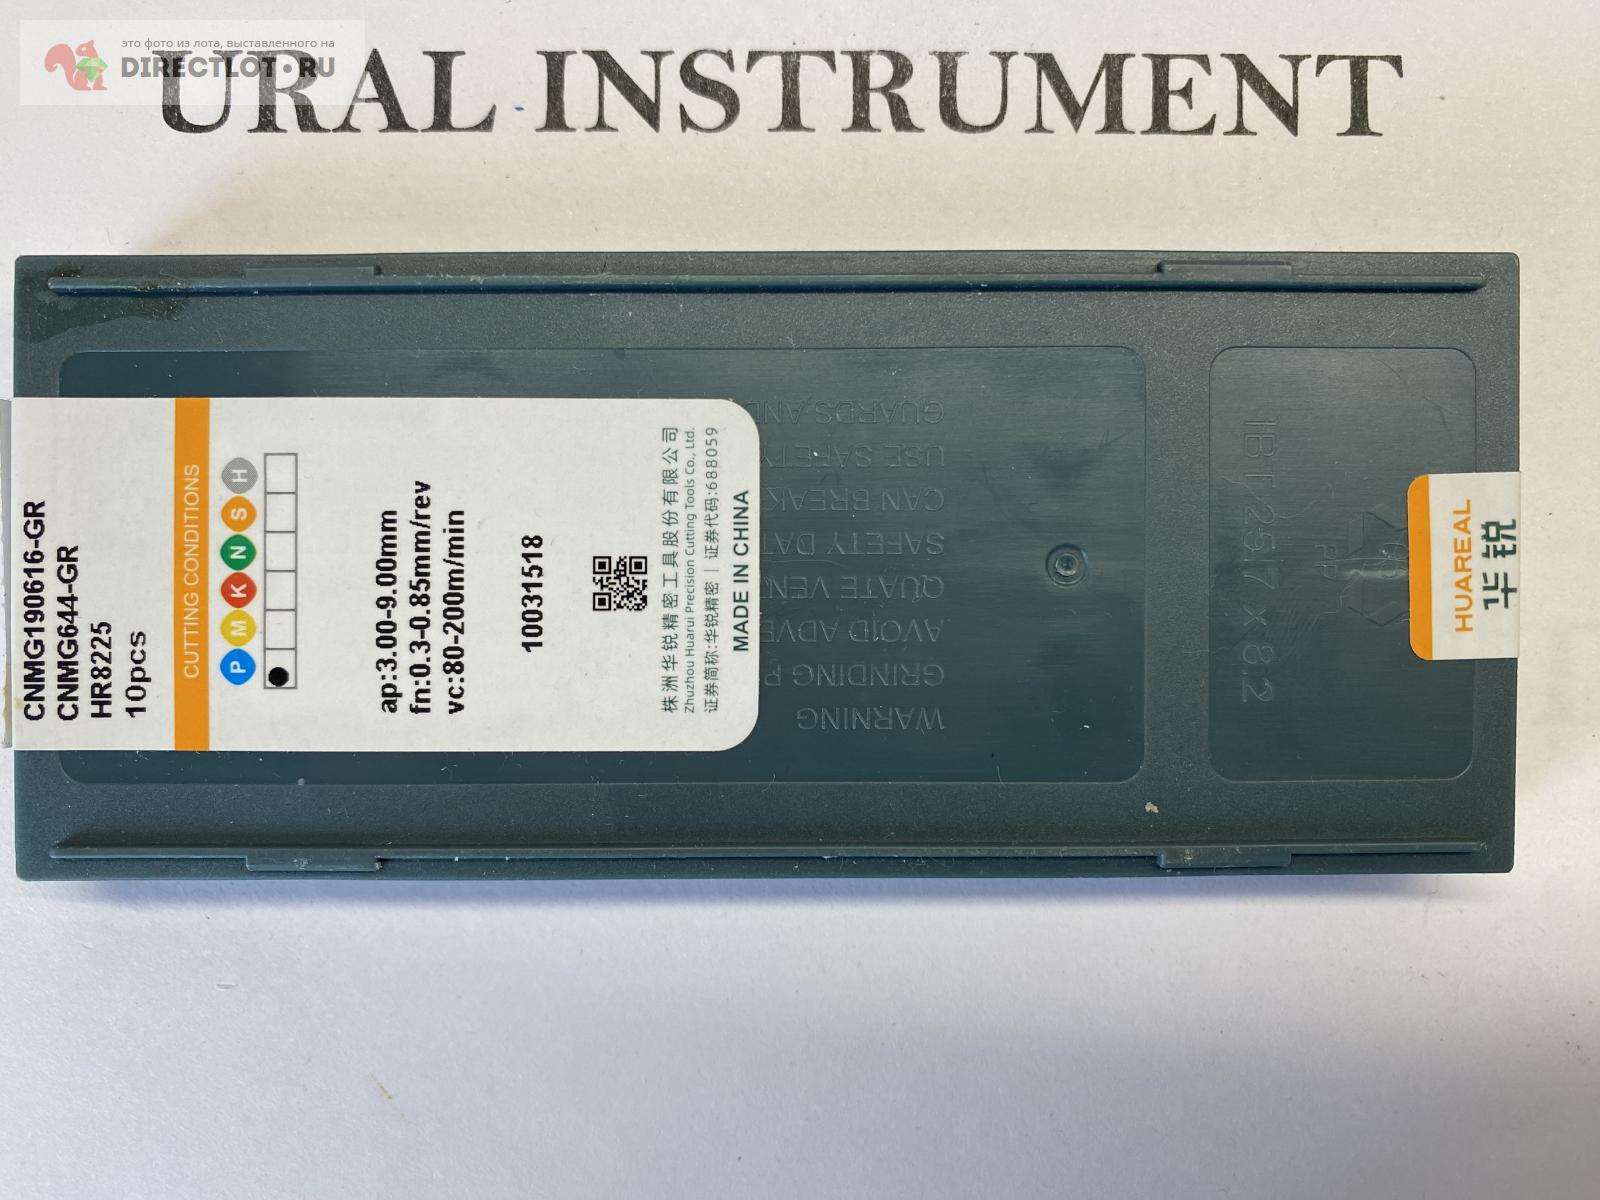 это фото из лота, выставленного на
DIRECTLOT.RU
URAL INSTRUMENT
CNMG190616-GR
CNMG644-GR
HR8225
10pcs
CUTTING CONDITIONS
P M K N S H
ap:3.00-9.00mm
fn:0.3-0.85mm/rev
vc:80-200m/min
10031518
株洲华锐精密工具股份有限公司
Zhuzhou Huarui Precision Cutting Tools Co., Ltd.
证券简称:华锐精密 | 证券代码:688059
MADE IN CHINA
WARNING
GRINDING P
AVOID ADVE
QUATE VEN
SAFETY DAT
CAN BREAK
USE SAFETY
GUARDS AND
PP
HUAREAL
华锐